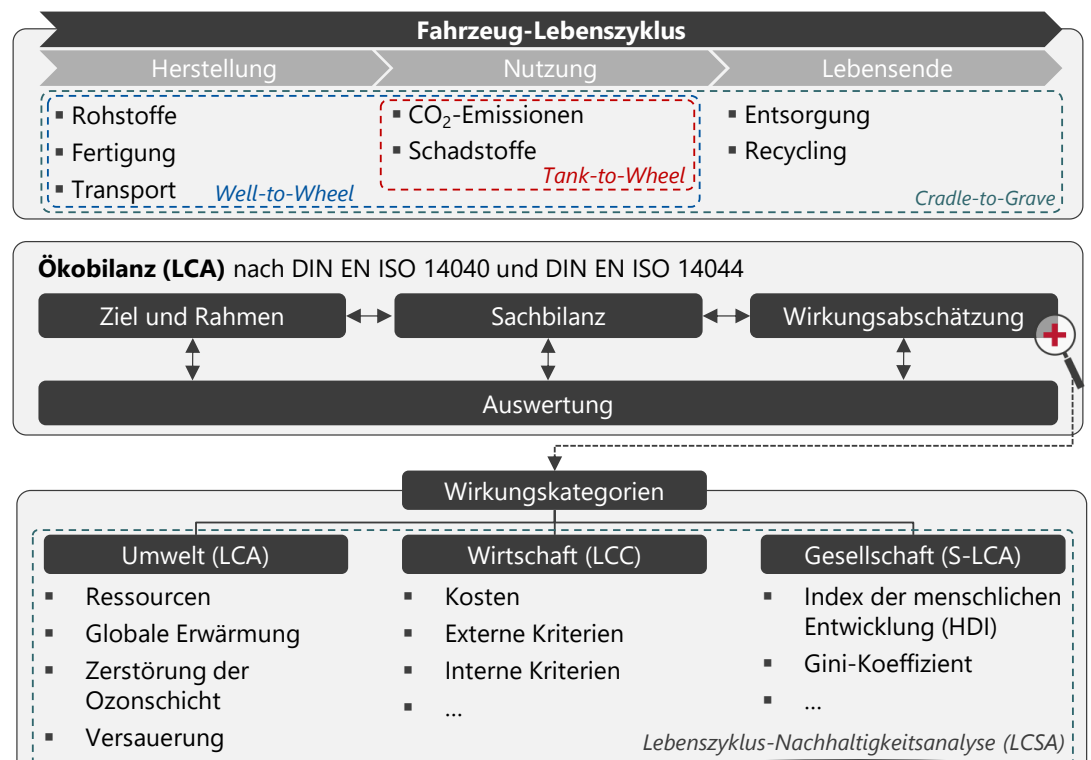 Fahrzeug-Lebenszyklus
Herstellung
Nutzung
Lebensende
▪ Rohstoffe
▪ Fertigung
▪ Transport
Well-to-Wheel
▪ CO₂-Emissionen
▪ Schadstoffe
Tank-to-Wheel
▪ Entsorgung
▪ Recycling
Cradle-to-Grave
Ökobilanz (LCA) nach DIN EN ISO 14040 und DIN EN ISO 14044
Ziel und Rahmen
Sachbilanz
Wirkungsabschätzung
Auswertung
Wirkungskategorien
Umwelt (LCA)
▪ Ressourcen
▪ Globale Erwärmung
▪ Zerstörung der
Ozonschicht
▪ Versauerung
Wirtschaft (LCC)
▪ Kosten
▪ Externe Kriterien
▪ Interne Kriterien
▪ ...
Gesellschaft (S-LCA)
▪ Index der menschlichen
Entwicklung (HDI)
▪ Gini-Koeffizient
▪ ...
Lebenszyklus-Nachhaltigkeitsanalyse (LCSA)